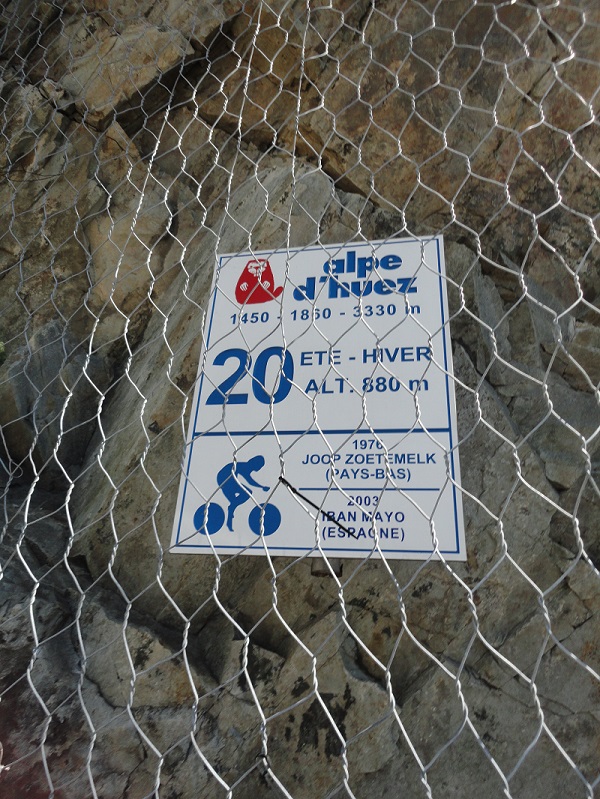 alpe
d'huez
1450 - 1860 - 3330 m
20
ETE - HIVER
ALT. 880 m
1976
JOOP ZOETEMELK
(PAYS-BAS)
2003
IBAN MAYO
(ESPAGNE)